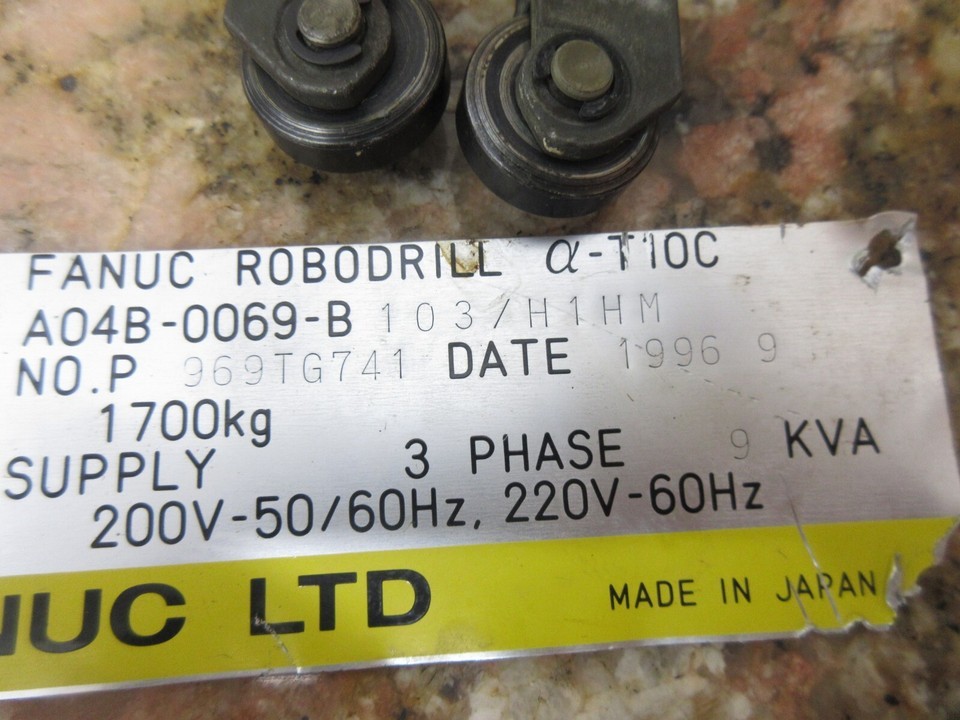 FANUC ROBODRILL α-T10C
A04B-0069-B 103/H1HM
NO.P 969TG741 DATE 1996 9
1700kg
SUPPLY 3 PHASE 9 KVA
200V-50/60Hz, 220V-60Hz
NUC LTD MADE IN JAPAN